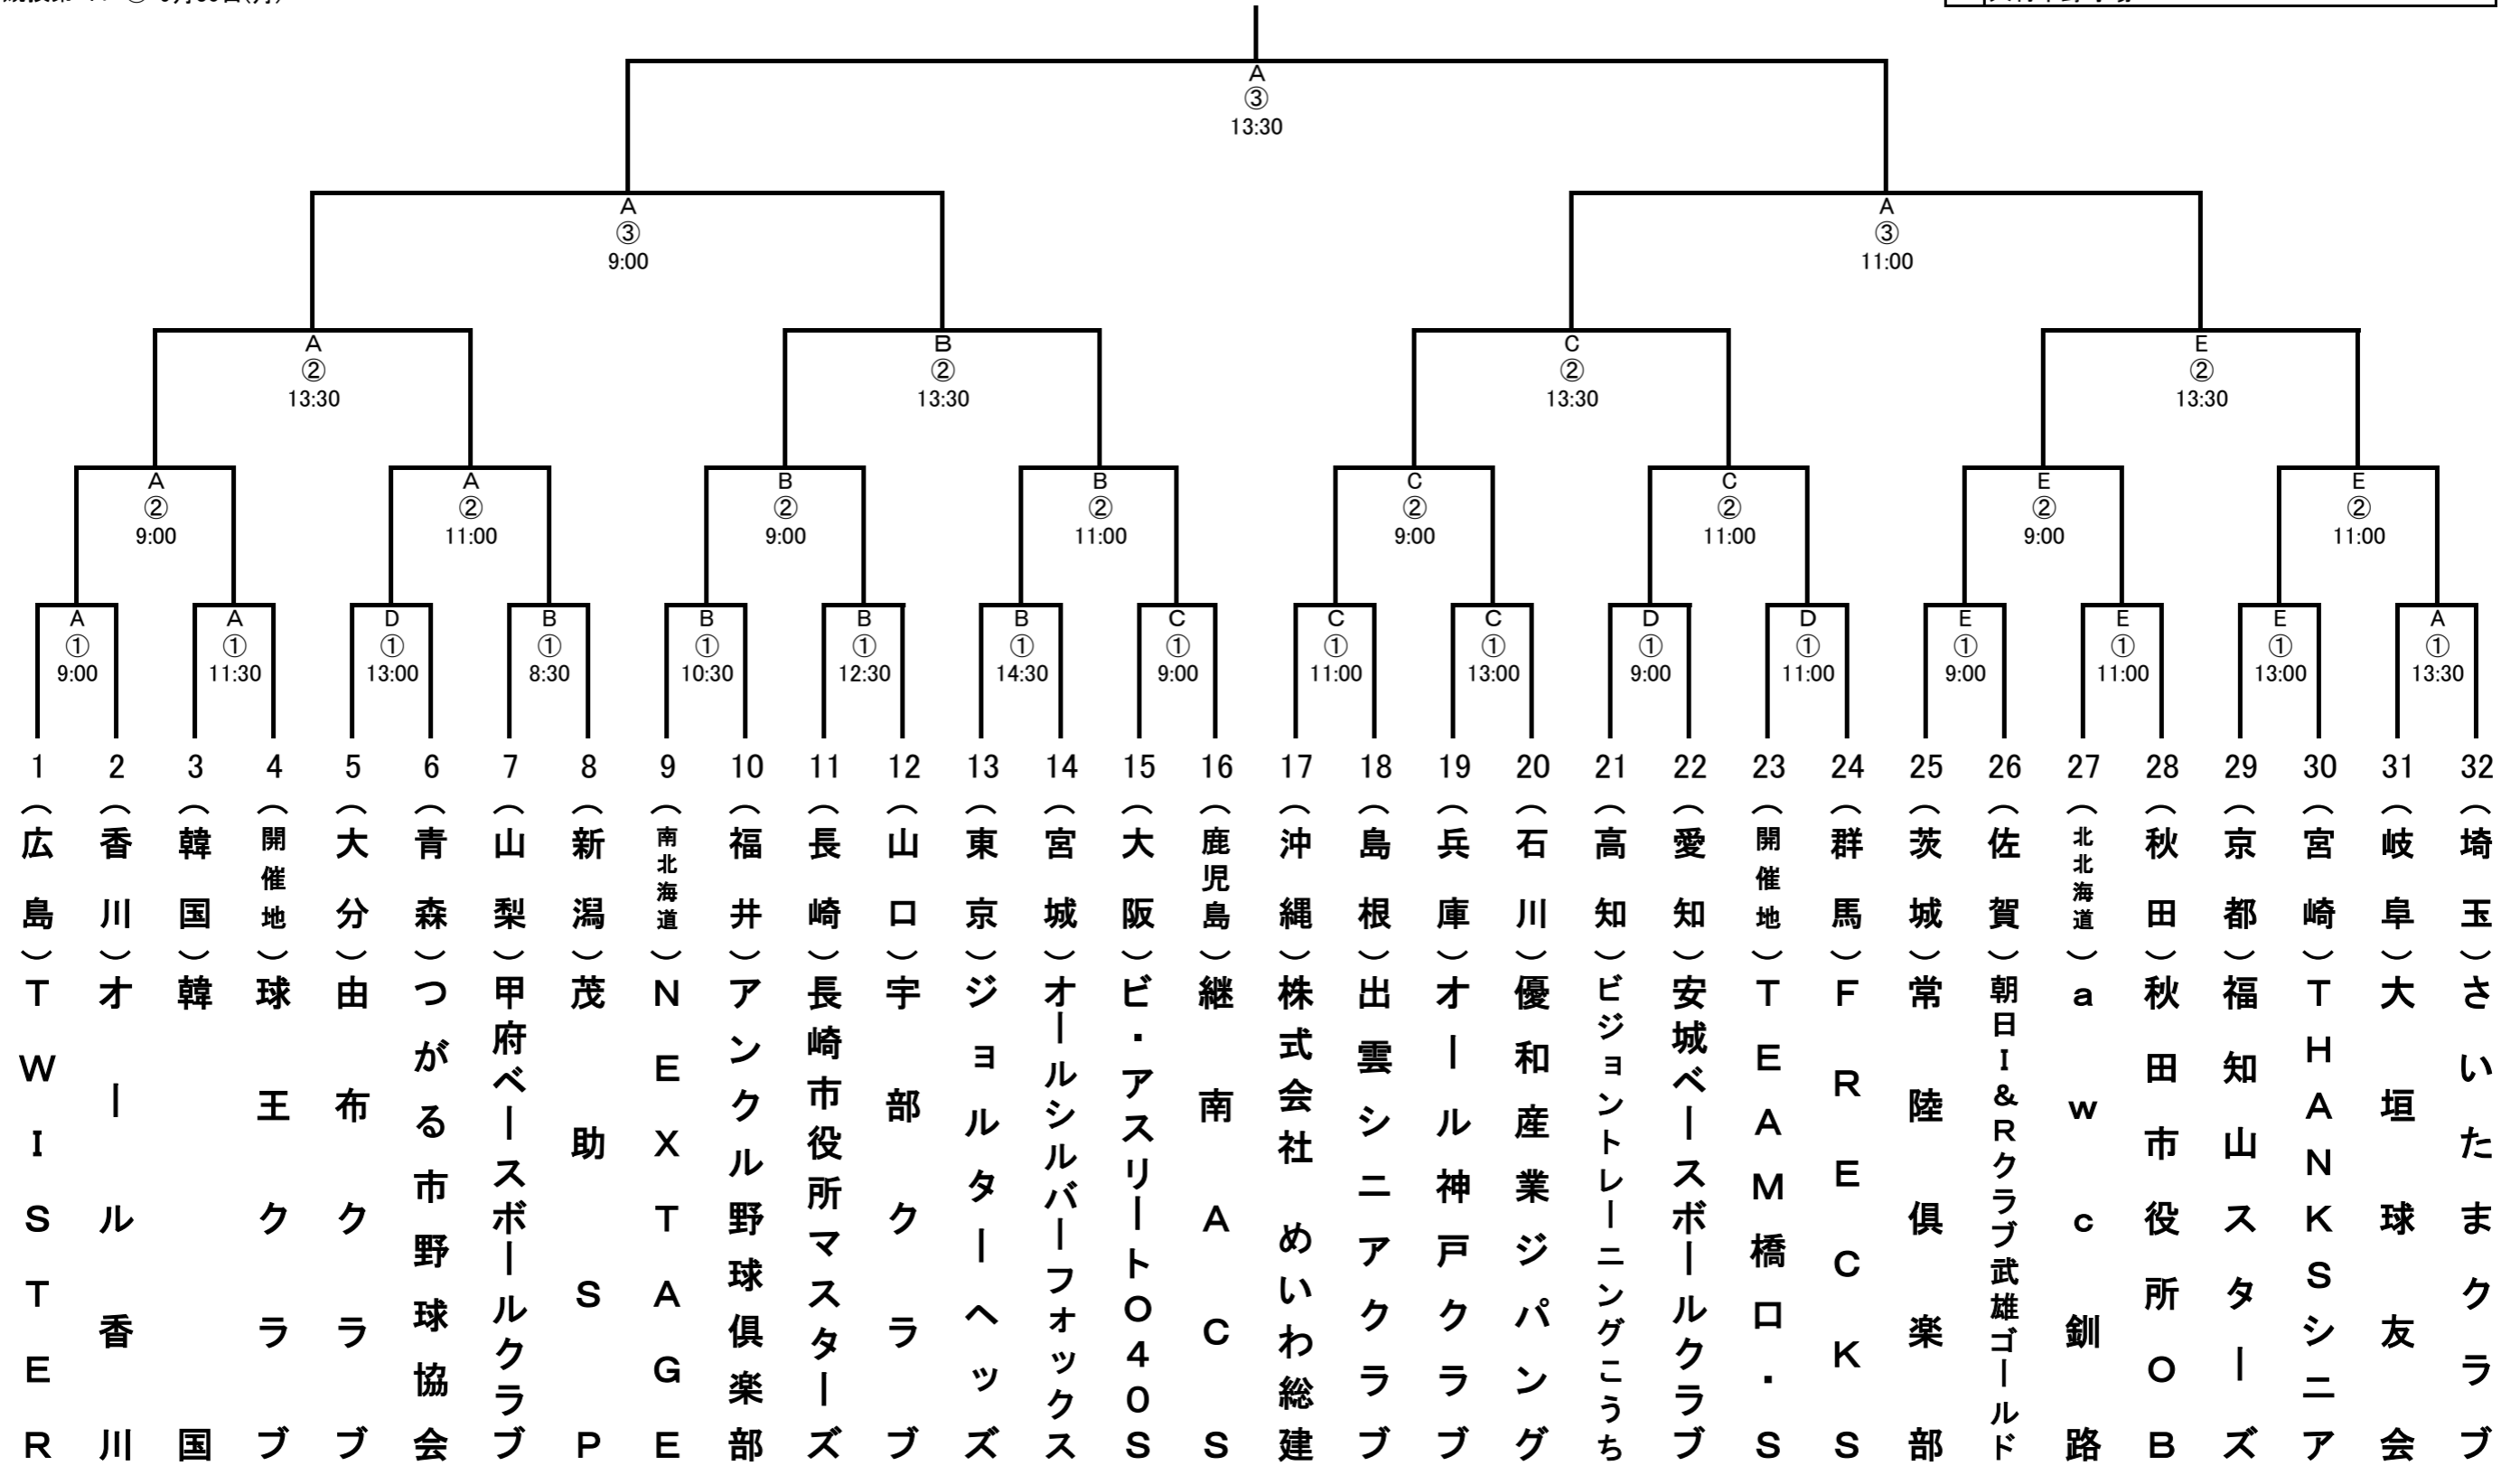 A
③
13:30
A
③
9:00
A
③
11:00
A
②
13:30
B
②
13:30
C
②
13:30
E
②
13:30
A
②
9:00
A
②
11:00
B
②
9:00
B
②
11:00
C
②
9:00
C
②
11:00
E
②
9:00
E
②
11:00
A
①
9:00
A
①
11:30
D
①
13:00
B
①
8:30
B
①
10:30
B
①
12:30
B
①
14:30
C
①
9:00
C
①
11:00
C
①
13:00
D
①
9:00
D
①
11:00
E
①
9:00
E
①
11:00
E
①
13:00
A
①
13:30
1
(広島)TWISTER
2
(香川)オール香川
3
(韓国)韓国
4
(開催地)球王クラブ
5
(大分)由布クラブ
6
(青森)つがる市野球協会
7
(山梨)甲府ベースボールクラブ
8
(新潟)茂助SP
9
(南北海道)NEXTAGE
10
(福井)アンクル野球倶楽部
11
(長崎)長崎市役所マスターズ
12
(山口)宇部クラブ
13
(東京)ジョルターヘッズ
14
(宮城)オールシルバーフォックス
15
(大阪)ビ・アスリートO40S
16
(鹿児島)継南ACS
17
(沖縄)株式会社 めいわ総建
18
(島根)出雲シニアクラブ
19
(兵庫)オール神戸クラブ
20
(石川)優和産業ジパング
21
(高知)ビジョントレーニングこうち
22
(愛知)安城ベースボールクラブ
23
(開催地)TEAM橋口・S
24
(群馬)FRECKS
25
(茨城)常陸倶楽部
26
(佐賀)朝日I&Rクラブ武雄ゴールド
27
(北北海道)awc釧路
28
(秋田)秋田市役所OB
29
(京都)福知山スターズ
30
(宮崎)THANKSシニア
31
(岐阜)大垣球友会
32
(埼玉)さいたまクラブ